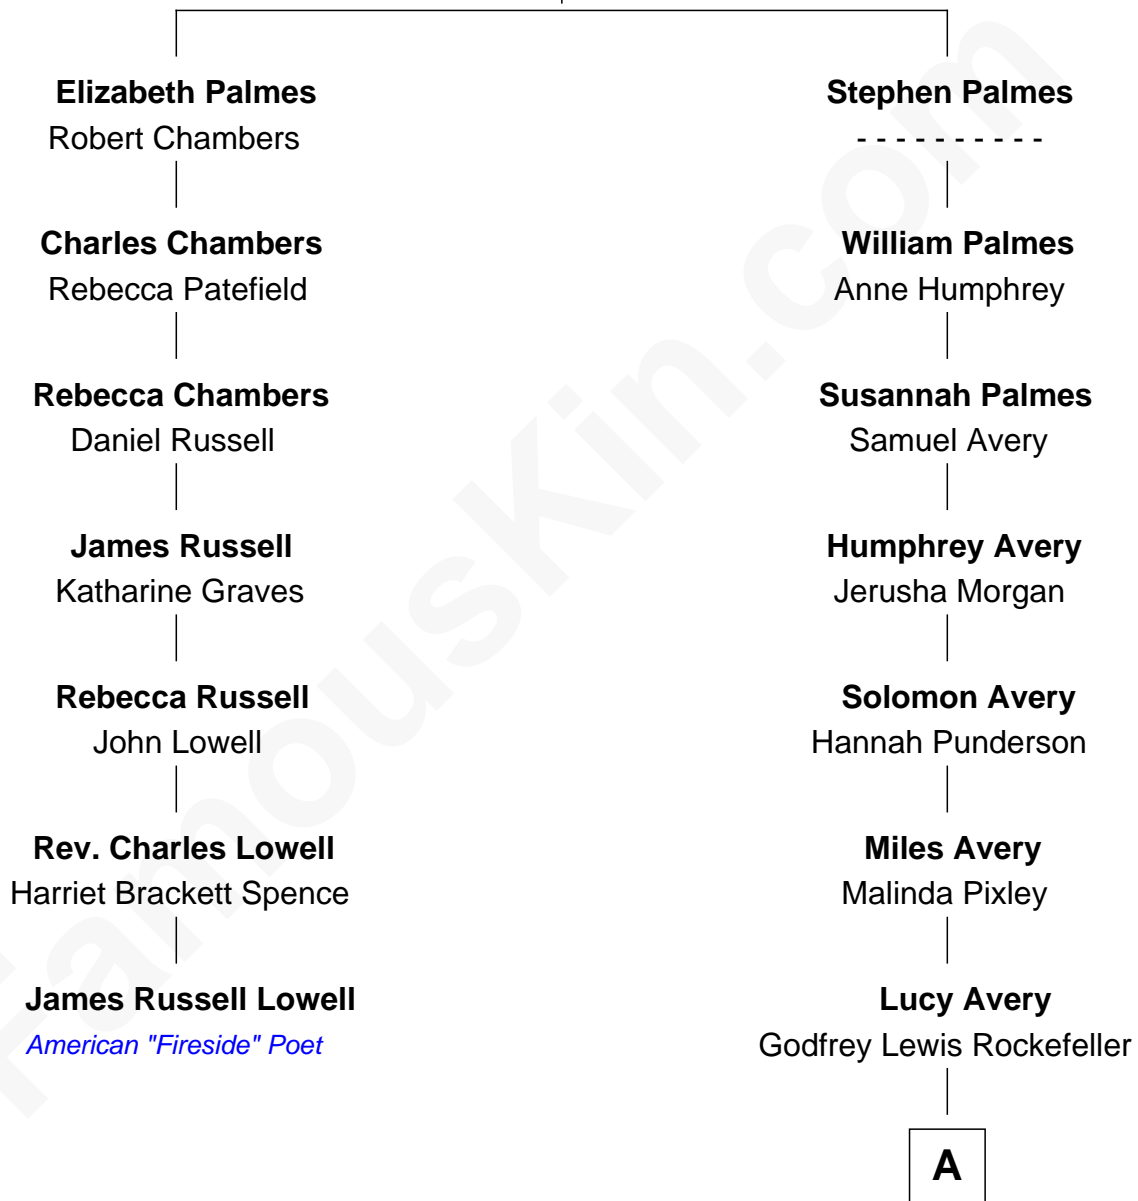 Elizabeth Palmes
Robert Chambers
Charles Chambers
Rebecca Patefield
Rebecca Chambers
Daniel Russell
James Russell
Katharine Graves
Rebecca Russell
John Lowell
Rev. Charles Lowell
Harriet Brackett Spence
James Russell Lowell
American "Fireside" Poet
Stephen Palmes
- - - - - - - - - -
William Palmes
Anne Humphrey
Susannah Palmes
Samuel Avery
Humphrey Avery
Jerusha Morgan
Solomon Avery
Hannah Punderson
Miles Avery
Malinda Pixley
Lucy Avery
Godfrey Lewis Rockefeller
A
FamousKin.com